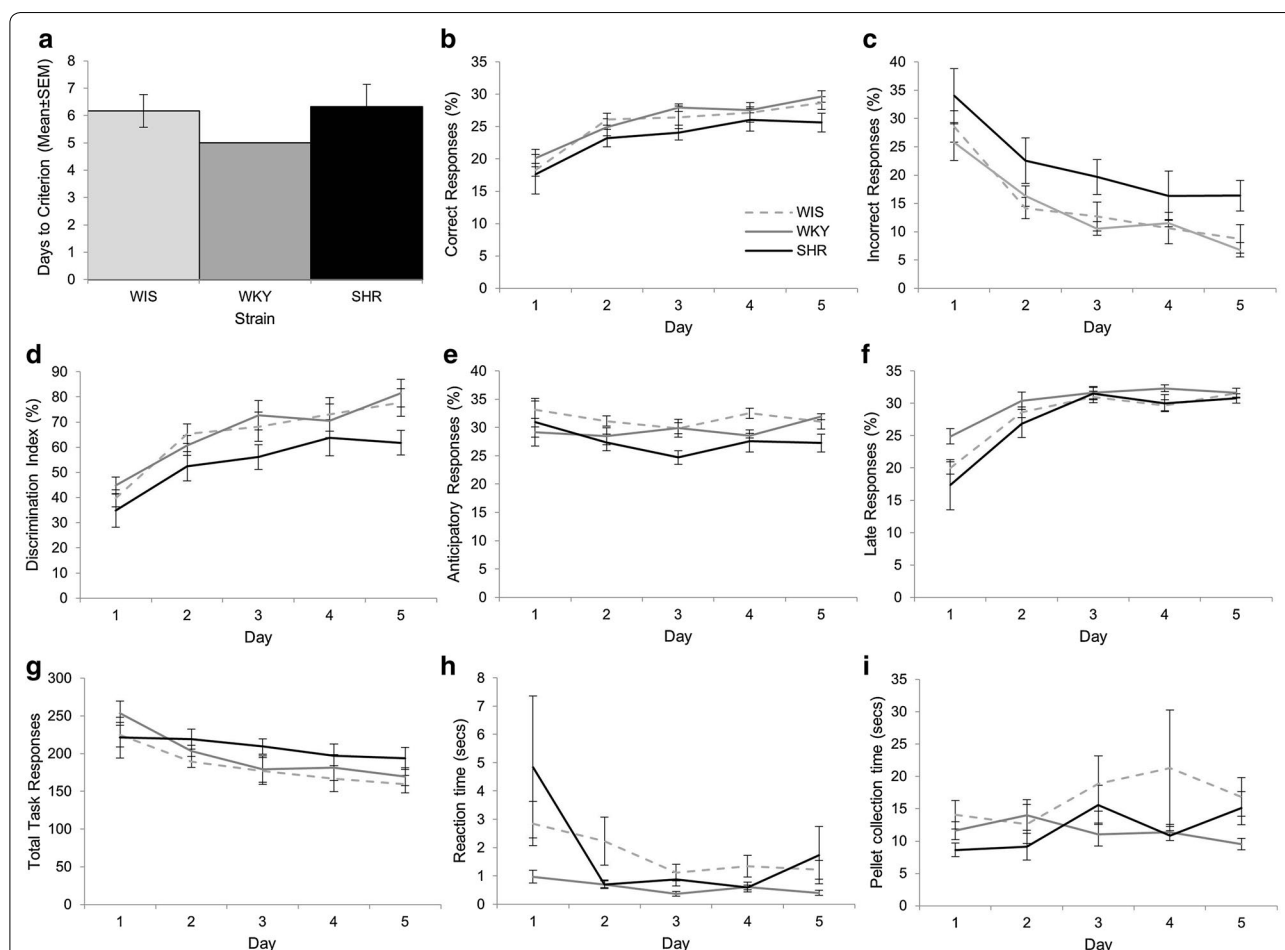 a
Days to Criterion (Mean±SEM)
8
7
6
5
4
3
2
1
0
WIS WKY SHR
Strain
b
Correct Responses (%)
35
30
25
20
15
10
5
0
WIS
WKY
SHR
1 2 3 4 5
Day
c
Incorrect Responses (%)
40
35
30
25
20
15
10
5
0
1 2 3 4 5
Day
d
Discrimination Index (%)
90
80
70
60
50
40
30
20
10
0
1 2 3 4 5
Day
e
Anticipatory Responses (%)
40
35
30
25
20
15
10
5
0
1 2 3 4 5
Day
f
Late Responses (%)
35
30
25
20
15
10
5
0
1 2 3 4 5
Day
g
Total Task Responses
300
250
200
150
100
50
0
1 2 3 4 5
Day
h
Reaction time (secs)
8
7
6
5
4
3
2
1
0
1 2 3 4 5
Day
i
Pellet collection time (secs)
35
30
25
20
15
10
5
0
1 2 3 4 5
Day